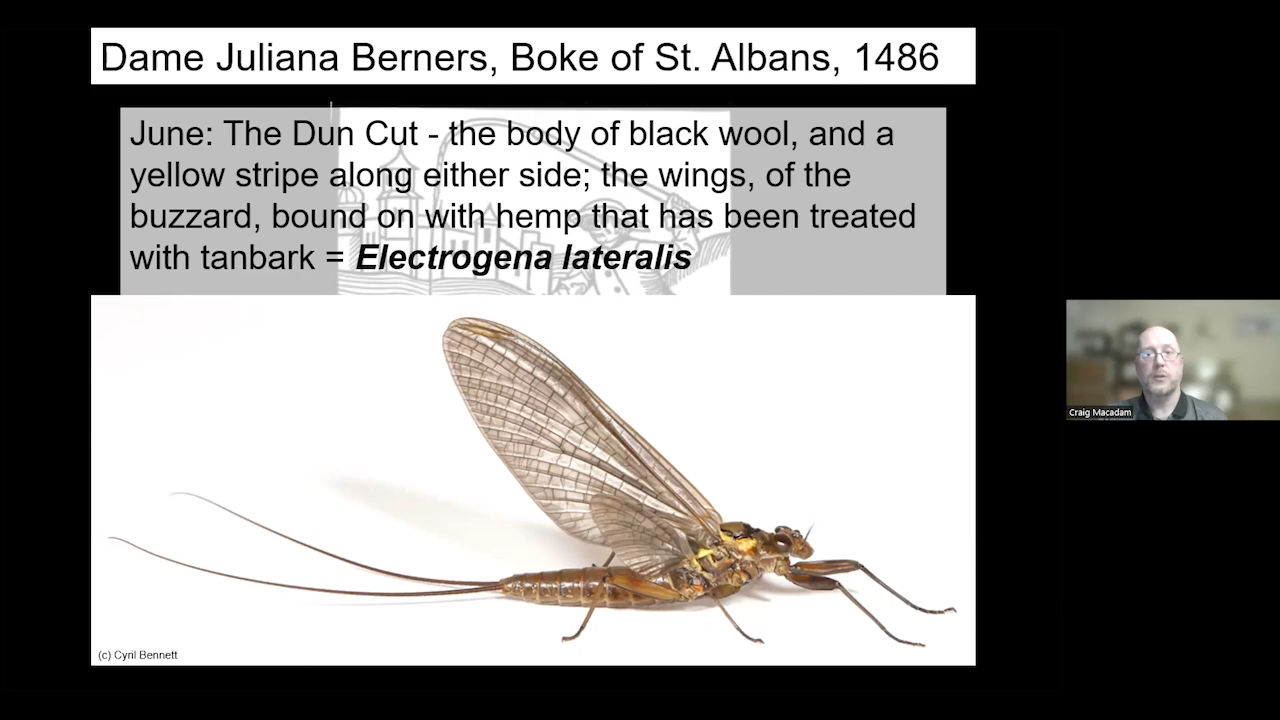 Dame Juliana Berners, Boke of St. Albans, 1486
June: The Dun Cut - the body of black wool, and a
yellow stripe along either side; the wings, of the
buzzard, bound on with hemp that has been treated
with tanbark = Electrogena lateralis
Craig Macadam
(c) Cyril Bennett